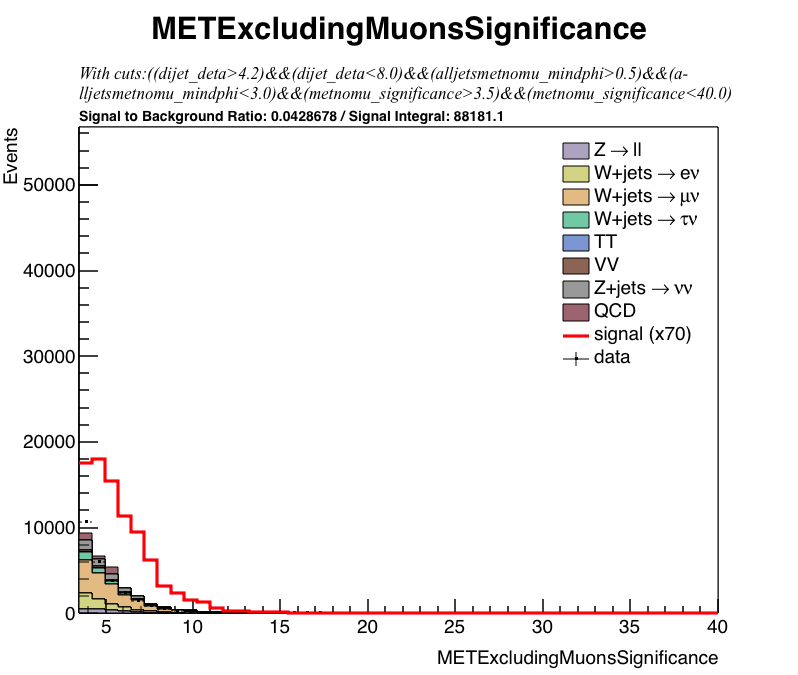 METExcludingMuonsSignificance
With cuts:((dijet_deta>4.2)&&(dijet_deta<8.0)&&(alljetsmetnomu_mindphi>0.5)&&(a-
lljetsmetnomu_mindphi<3.0)&&(metnomu_significance>3.5)&&(metnomu_significance<40.0)
Signal to Background Ratio: 0.0428678 / Signal Integral: 88181.1
Events
Z → ll
W+jets → eν
W+jets → μν
W+jets → τν
TT
VV
Z+jets → νν
QCD
signal (x70)
data
50000
40000
30000
20000
10000
0
5 10 15 20 25 30 35 40
METExcludingMuonsSignificance